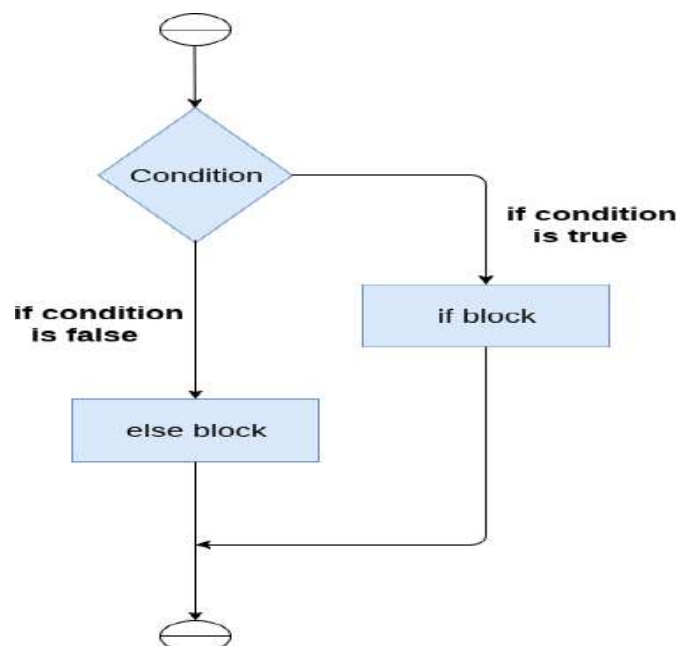 Condition
if condition
is true
if condition
is false
if block
else block